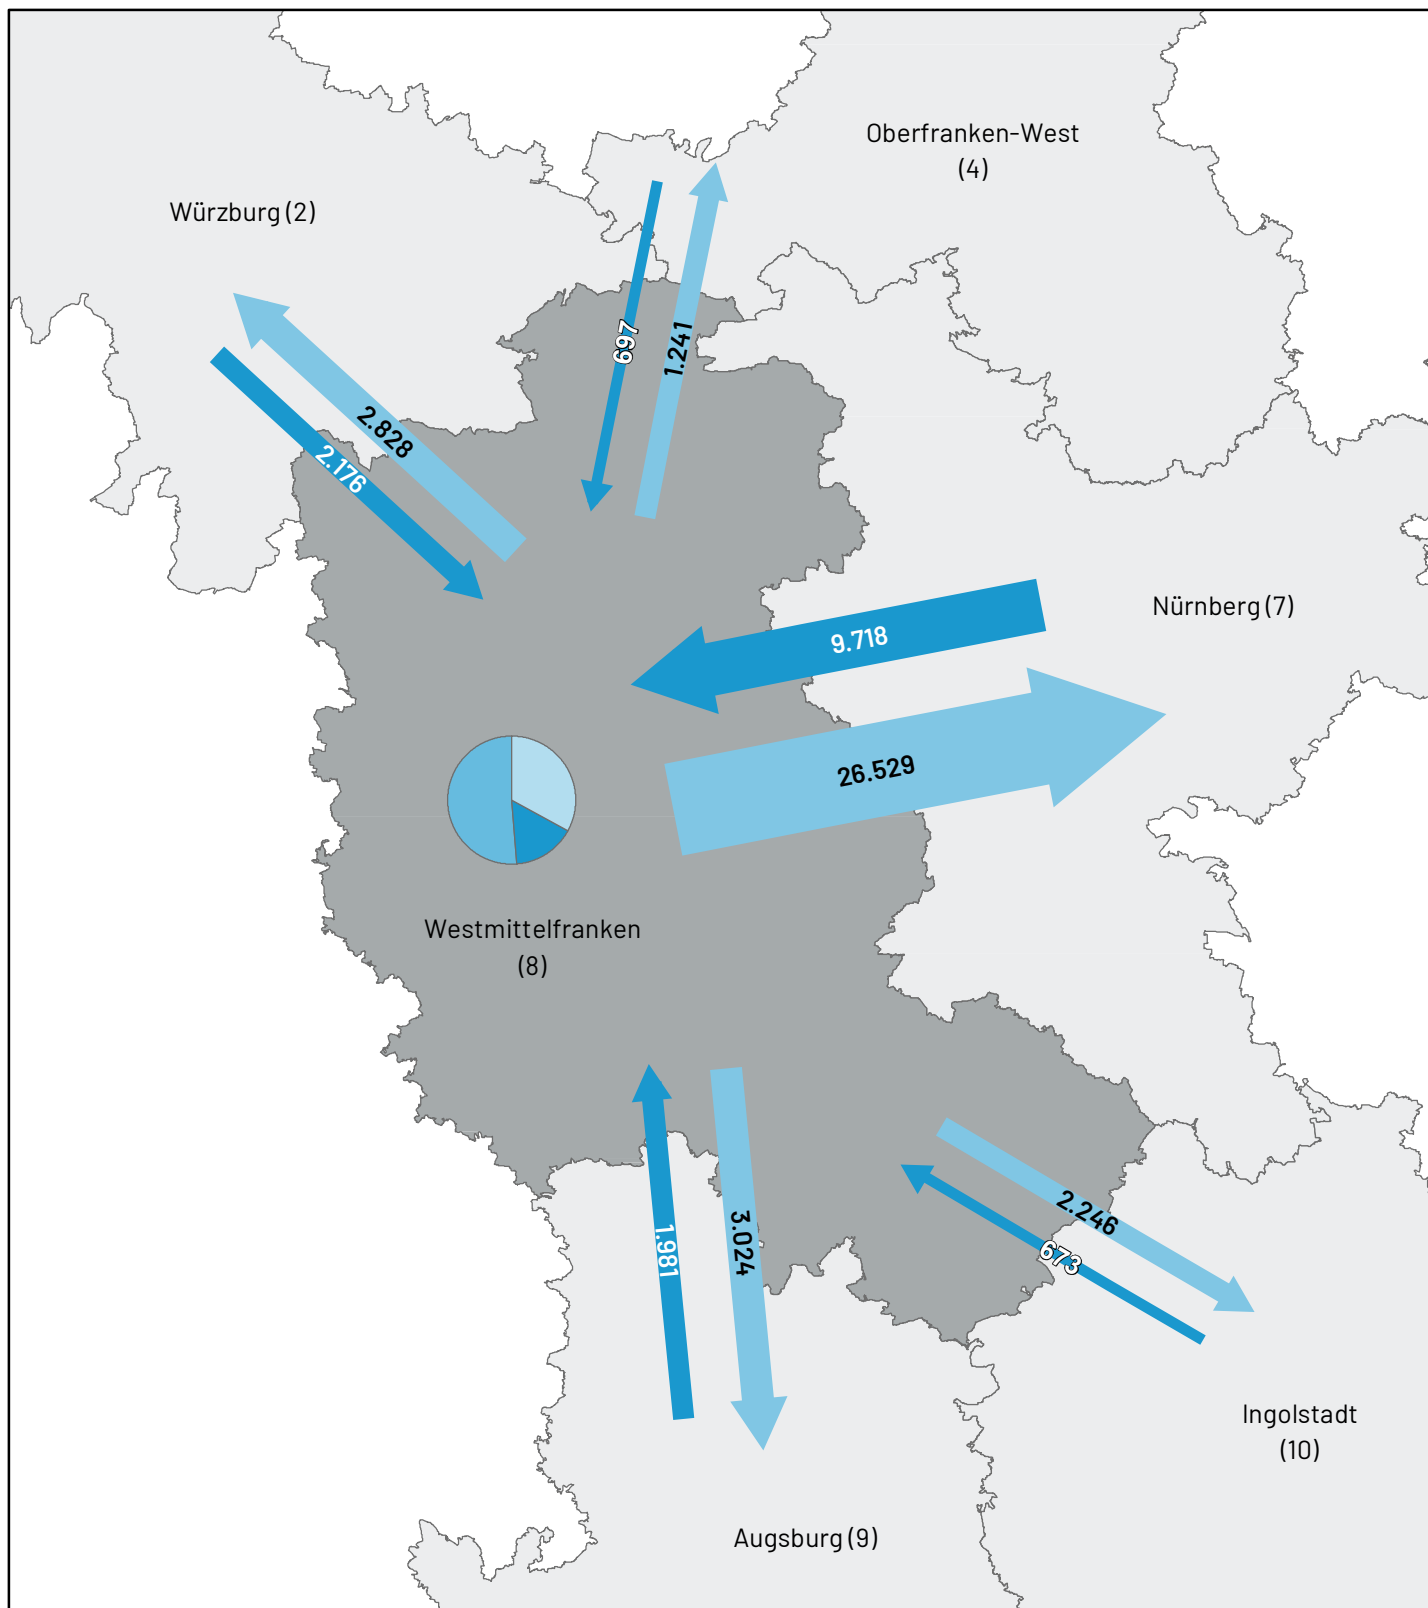 Oberfranken-West
(4)
Würzburg (2)
697
1.241
2.828
2.176
Nürnberg (7)
9.718
26.529
Westmittelfranken
(8)
1.981
3.024
2.246
673
Ingolstadt
(10)
Augsburg (9)